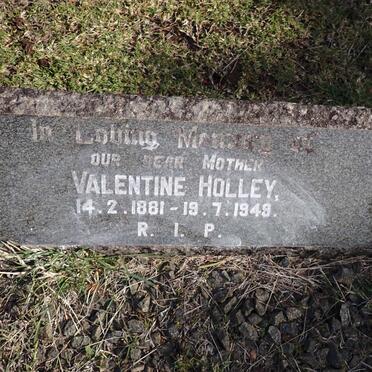 In Loving Memory of
OUR DEAR MOTHER
VALENTINE HOLLEY,
14.2.1881-19.7.1949.
R. I. P.